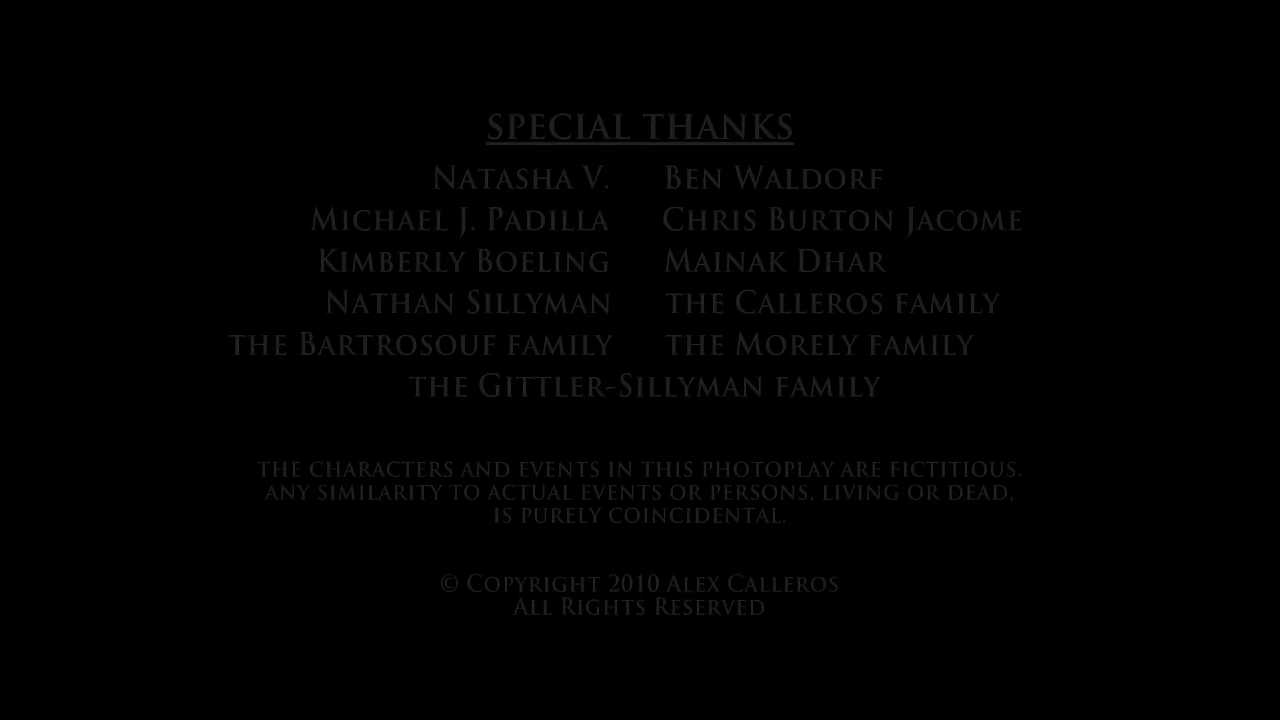 SPECIAL THANKS
NATASHA V. BEN WALDORF
MICHAEL J. PADILLA CHRIS BURTON JACOME
KIMBERLY BOELING MAINAK DHAR
NATHAN SILLYMAN THE CALLEROS FAMILY
THE BARTROSOUF FAMILY THE MORELY FAMILY
THE GITTLER-SILLYMAN FAMILY
THE CHARACTERS AND EVENTS IN THIS PHOTOPLAY ARE FICTITIOUS.
ANY SIMILARITY TO ACTUAL EVENTS OR PERSONS, LIVING OR DEAD,
IS PURELY COINCIDENTAL.
© COPYRIGHT 2010 ALEX CALLEROS
ALL RIGHTS RESERVED